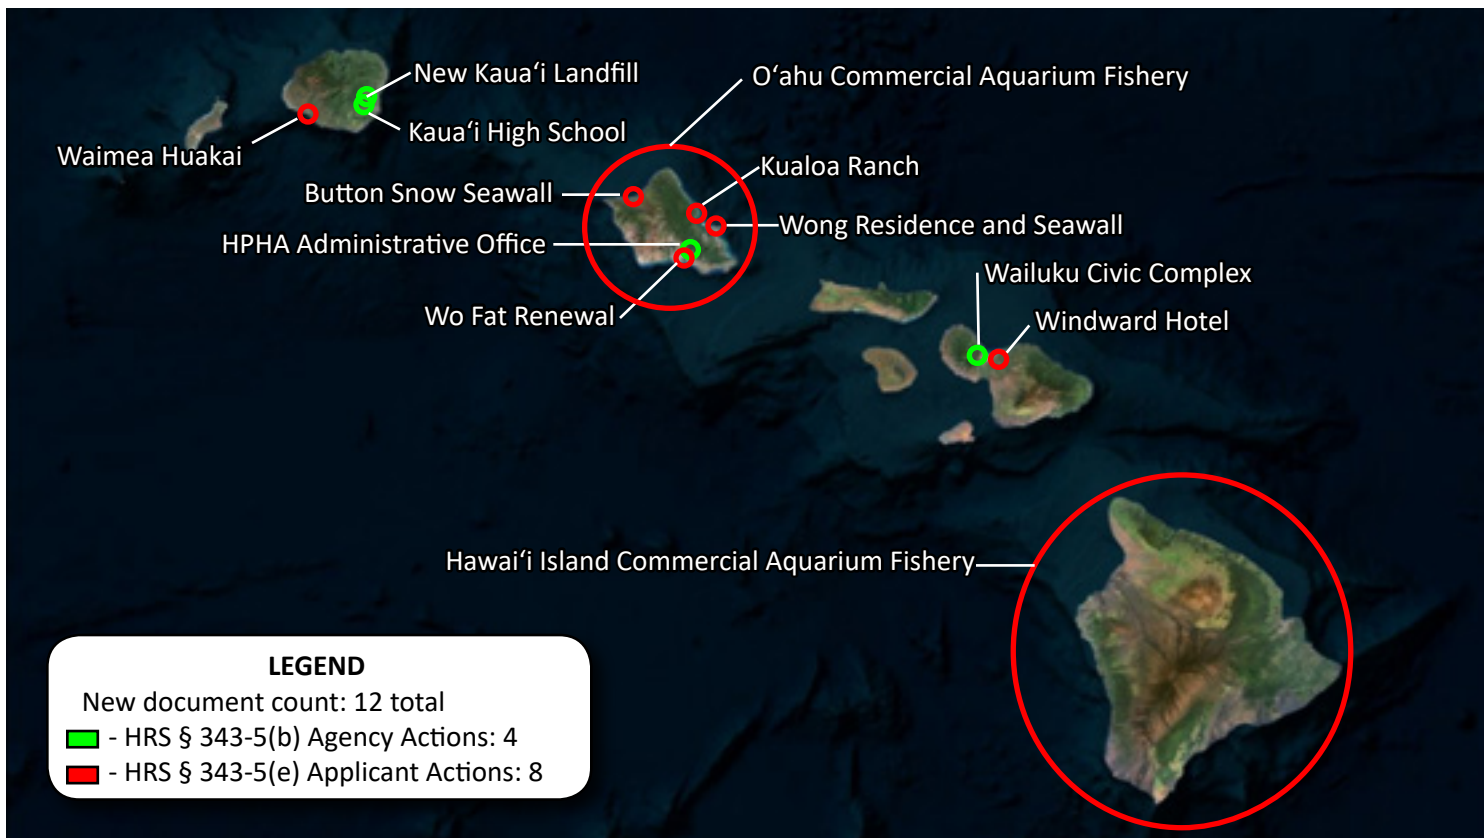 New Kauaʻi Landfill
Oʻahu Commercial Aquarium Fishery
Kauaʻi High School
Waimea Huakai
Kualoa Ranch
Button Snow Seawall
Wong Residence and Seawall
HPHA Administrative Office
Wailuku Civic Complex
Wo Fat Renewal
Windward Hotel
Hawaiʻi Island Commercial Aquarium Fishery
LEGEND
New document count: 12 total
- HRS § 343-5(b) Agency Actions: 4
- HRS § 343-5(e) Applicant Actions: 8